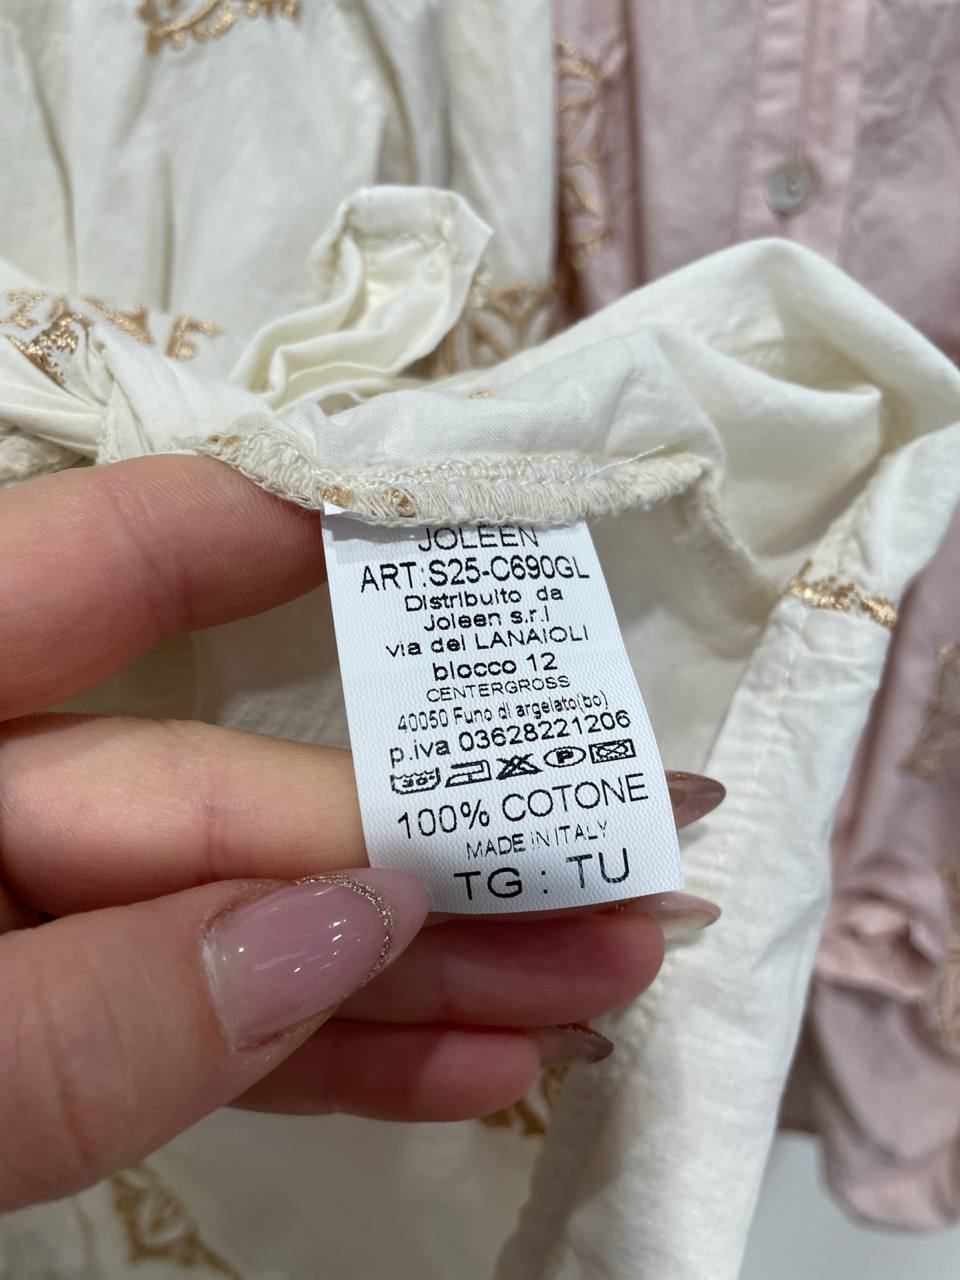 JOLEEN
ART:S25-C690GL
Distribuito da
Joleen s.r.l
via del LANAIOLI
blocco 12
CENTERGROSS
40050 Funo di argelato(bo)
p.iva 03628221206
30 P
100% COTONE
MADE IN ITALY
TG : TU